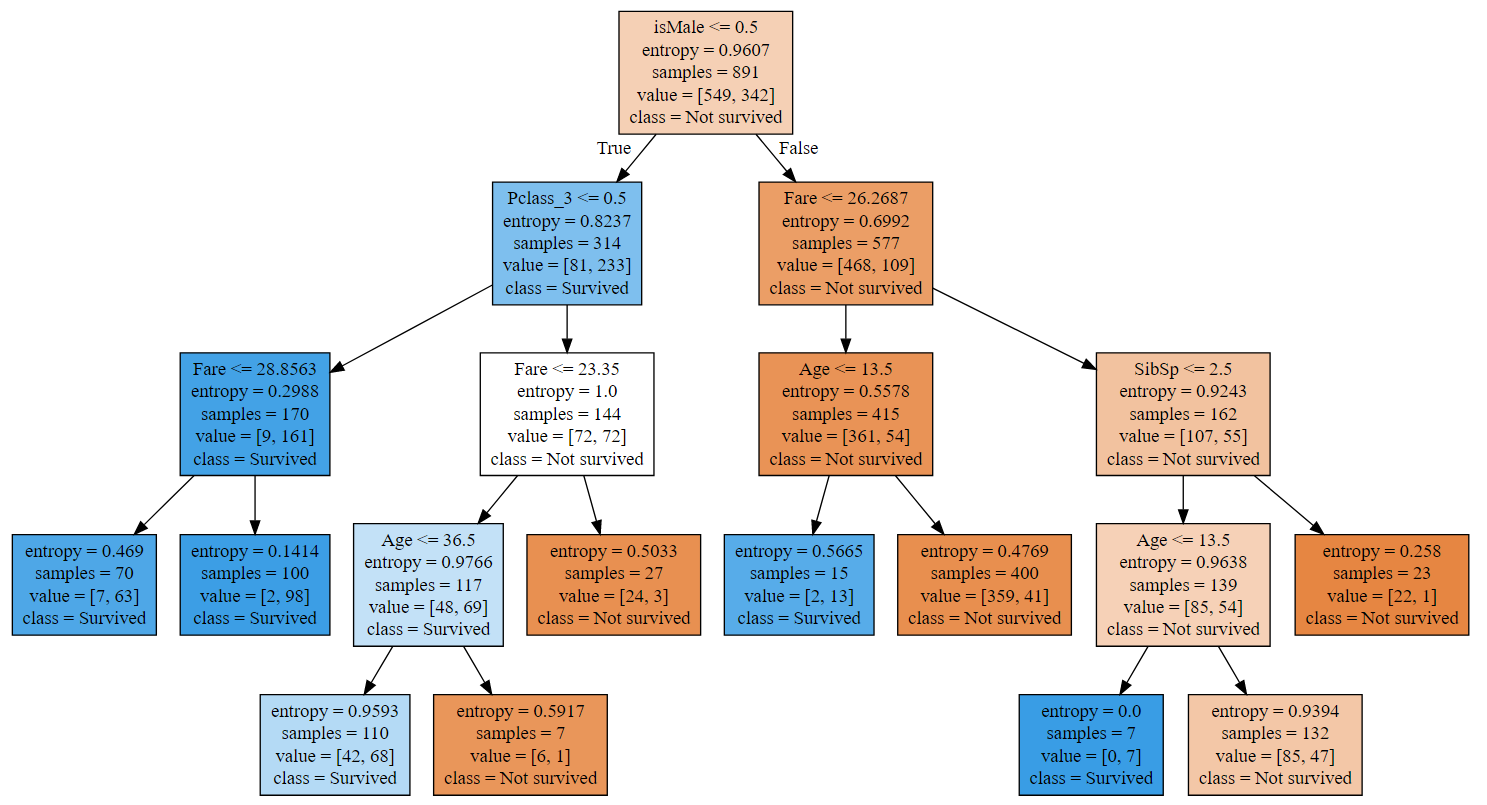 isMale <= 0.5
entropy = 0.9607
samples = 891
value = [549, 342]
class = Not survived
True
False
Pclass_3 <= 0.5
entropy = 0.8237
samples = 314
value = [81, 233]
class = Survived
Fare <= 26.2687
entropy = 0.6992
samples = 577
value = [468, 109]
class = Not survived
Fare <= 28.8563
entropy = 0.2988
samples = 170
value = [9, 161]
class = Survived
Fare <= 23.35
entropy = 1.0
samples = 144
value = [72, 72]
class = Not survived
Age <= 13.5
entropy = 0.5578
samples = 415
value = [361, 54]
class = Not survived
SibSp <= 2.5
entropy = 0.9243
samples = 162
value = [107, 55]
class = Not survived
entropy = 0.469
samples = 70
value = [7, 63]
class = Survived
entropy = 0.1414
samples = 100
value = [2, 98]
class = Survived
Age <= 36.5
entropy = 0.9766
samples = 117
value = [48, 69]
class = Survived
entropy = 0.5033
samples = 27
value = [24, 3]
class = Not survived
entropy = 0.5665
samples = 15
value = [2, 13]
class = Survived
entropy = 0.4769
samples = 400
value = [359, 41]
class = Not survived
Age <= 13.5
entropy = 0.9638
samples = 139
value = [85, 54]
class = Not survived
entropy = 0.258
samples = 23
value = [22, 1]
class = Not survived
entropy = 0.9593
samples = 110
value = [42, 68]
class = Survived
entropy = 0.5917
samples = 7
value = [6, 1]
class = Not survived
entropy = 0.0
samples = 7
value = [0, 7]
class = Survived
entropy = 0.9394
samples = 132
value = [85, 47]
class = Not survived